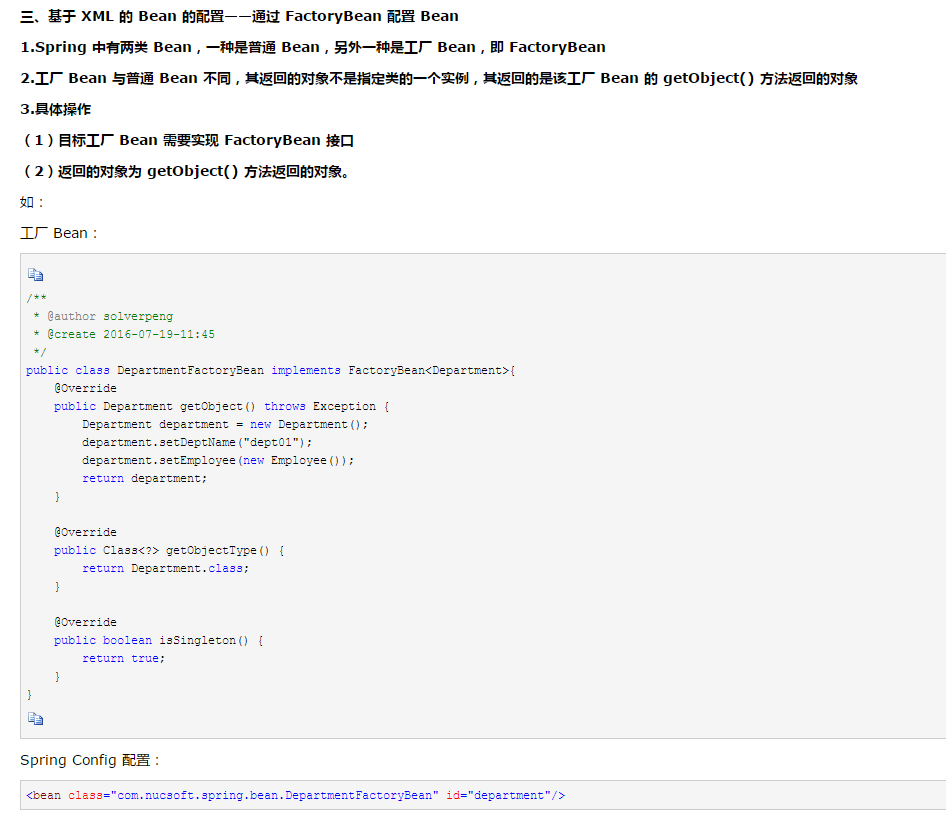 三、基于 XML 的 Bean 的配置——通过 FactoryBean 配置 Bean
1.Spring 中有两类 Bean，一种是普通 Bean，另外一种是工厂 Bean，即 FactoryBean
2.工厂 Bean 与普通 Bean 不同，其返回的对象不是指定类的一个实例，其返回的是该工厂 Bean 的 getObject() 方法返回的对象
3.具体操作
（1）目标工厂 Bean 需要实现 FactoryBean 接口
（2）返回的对象为 getObject() 方法返回的对象。
如：
工厂 Bean：
/**
 * @author solverpeng
 * @create 2016-07-19-11:45
 */
public class DepartmentFactoryBean implements FactoryBean<Department>{
    @Override
    public Department getObject() throws Exception {
        Department department = new Department();
        department.setDeptName("dept01");
        department.setEmployee(new Employee());
        return department;
    }
    @Override
    public Class<?> getObjectType() {
        return Department.class;
    }
    @Override
    public boolean isSingleton() {
        return true;
    }
}
Spring Config 配置：
<bean class="com.nucsoft.spring.bean.DepartmentFactoryBean" id="department"/>